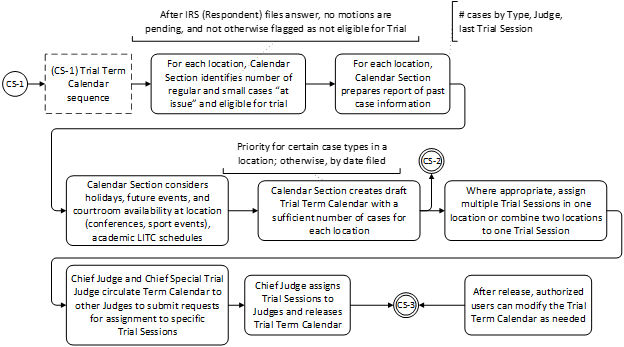 After IRS (Respondent) files answer, no motions are
pending, and not otherwise flagged as not eligible for Trial
# cases by Type, Judge,
last Trial Session
CS-1
(CS-1) Trial Term
Calendar
sequence
For each location, Calendar
Section identifies number of
regular and small cases “at
issue” and eligible for trial
For each location,
Calendar Section
prepares report of past
case information
Priority for certain case types in a
location; otherwise, by date filed
CS-2
Calendar Section considers
holidays, future events, and
courtroom availability at location
(conferences, sport events),
academic LITC schedules
Calendar Section creates draft
Trial Term Calendar with a
sufficient number of cases for
each location
Where appropriate, assign
multiple Trial Sessions in one
location or combine two locations
to one Trial Session
Chief Judge and Chief Special Trial
Judge circulate Term Calendar to
other Judges to submit requests
for assignment to specific
Trial Sessions
Chief Judge assigns
Trial Sessions to
Judges and releases
Trial Term Calendar
CS-3
After release, authorized
users can modify the Trial
Term Calendar as needed